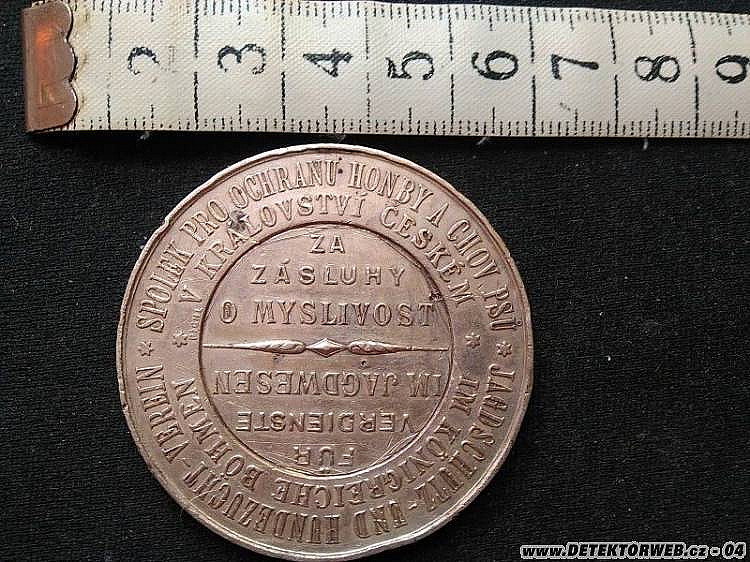 2 3 4 5 6 7 8 9
SPOLEK PRO OCHRANU HONBY A CHOV PSŮ
V KRÁLOVSTVÍ ČESKÉM
ZA
ZÁSLUHY
O MYSLIVOST
FÜR
VERDIENSTE
IM JAGDWESEN
JAGDSCHUTZ- UND HUNDEZUCHT-VEREIN
IM KÖNIGREICHE BÖHMEN
www.DETEKTORWEB.cz - 04